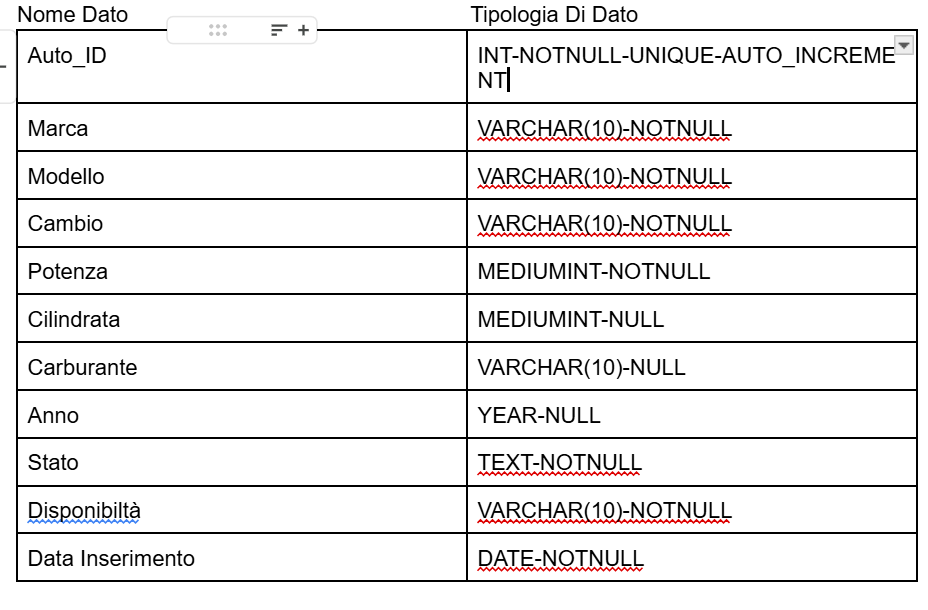 Nome Dato Tipologia Di Dato
Auto_ID INT-NOTNULL-UNIQUE-AUTO_INCREME
NT
Marca VARCHAR(10)-NOTNULL
Modello VARCHAR(10)-NOTNULL
Cambio VARCHAR(10)-NOTNULL
Potenza MEDIUMINT-NOTNULL
Cilindrata MEDIUMINT-NULL
Carburante VARCHAR(10)-NULL
Anno YEAR-NULL
Stato TEXT-NOTNULL
Disponibiltà VARCHAR(10)-NOTNULL
Data Inserimento DATE-NOTNULL